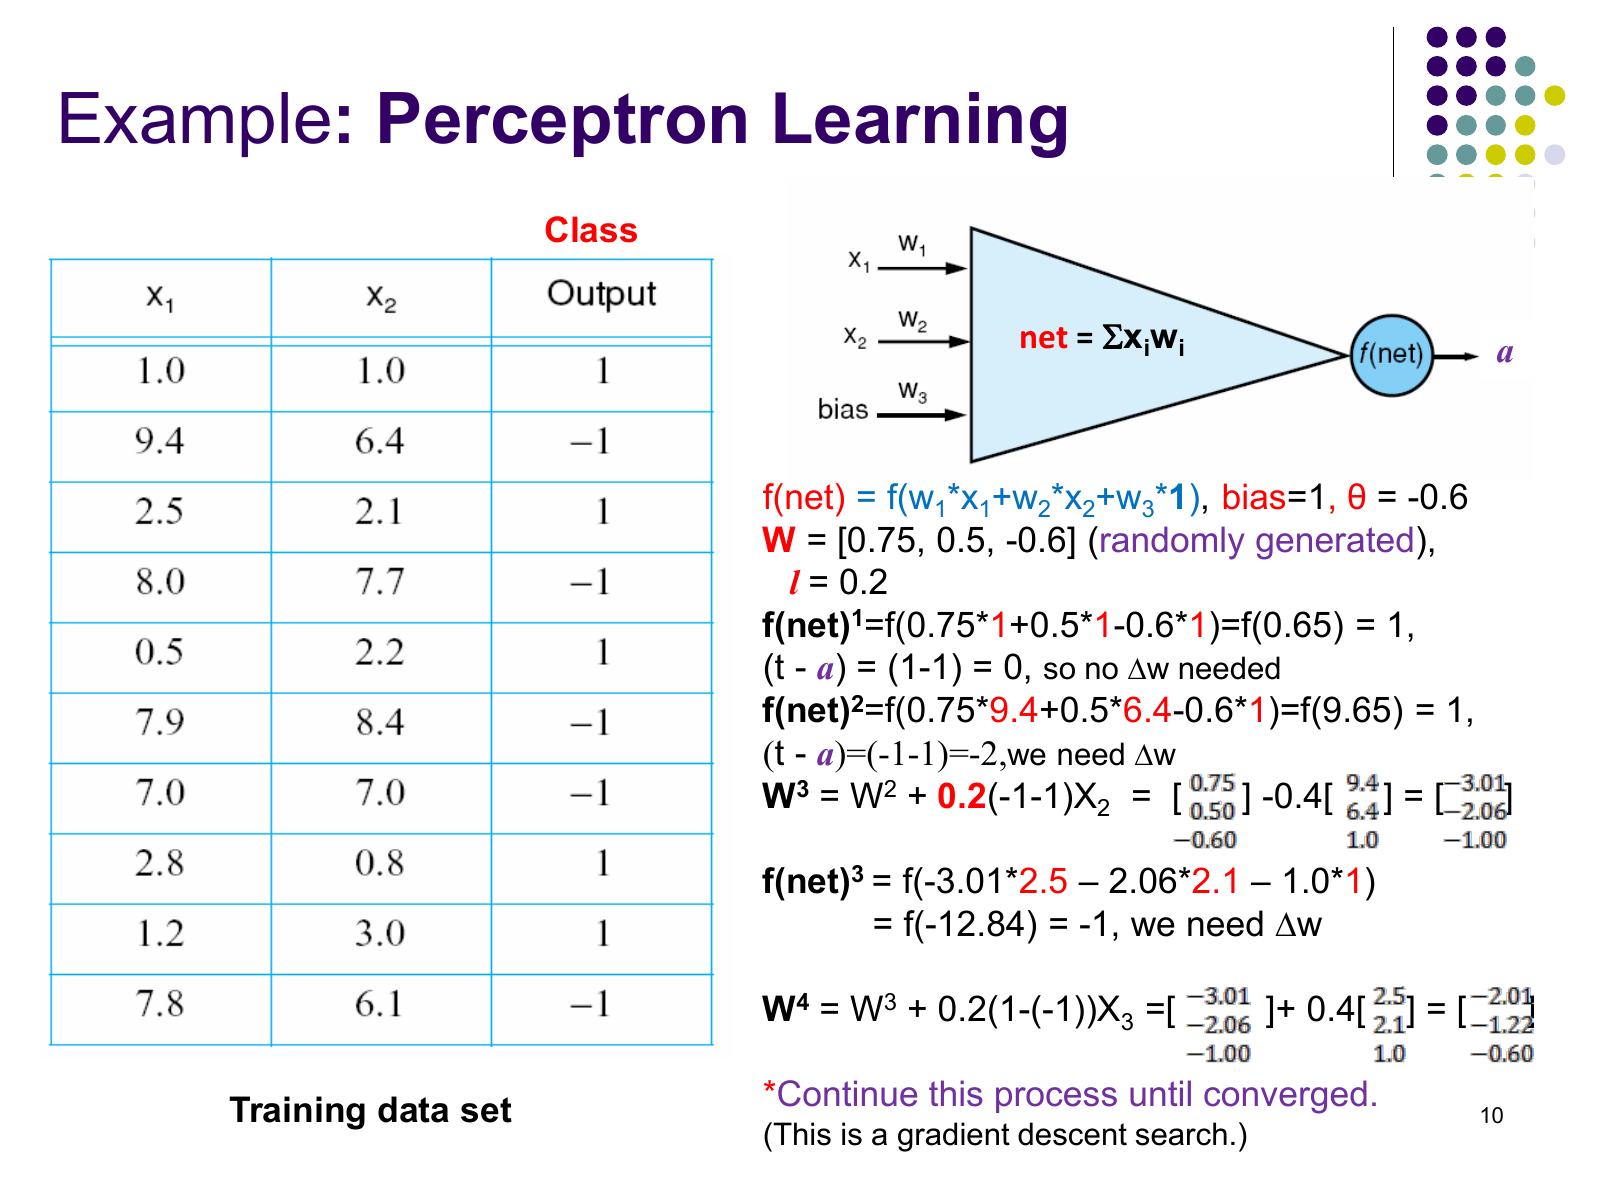 Example: Perceptron Learning
Class
x₁ x₂ Output
1.0 1.0 1
9.4 6.4 −1
2.5 2.1 1
8.0 7.7 −1
0.5 2.2 1
7.9 8.4 −1
7.0 7.0 −1
2.8 0.8 1
1.2 3.0 1
7.8 6.1 −1
Training data set
x₁ w₁
x₂ w₂
bias w₃
net = Σxᵢwᵢ
f(net)
a
f(net) = f(w₁*x₁+w₂*x₂+w₃*1), bias=1, θ = -0.6
W = [0.75, 0.5, -0.6] (randomly generated),
l = 0.2
f(net)¹=f(0.75*1+0.5*1-0.6*1)=f(0.65) = 1,
(t - a) = (1-1) = 0, so no Δw needed
f(net)²=f(0.75*9.4+0.5*6.4-0.6*1)=f(9.65) = 1,
(t - a)=(-1-1)=-2,we need Δw
W³ = W² + 0.2(-1-1)X₂ = [ 0.75 0.50 −0.60 ] -0.4[ 9.4 6.4 1.0 ] = [ −3.01 −2.06 −1.00 ]
f(net)³ = f(-3.01*2.5 – 2.06*2.1 – 1.0*1)
= f(-12.84) = -1, we need Δw
W⁴ = W³ + 0.2(1-(-1))X₃ =[ −3.01 −2.06 −1.00 ]+ 0.4[ 2.5 2.1 1.0 ] = [ −2.01 −1.22 −0.60 ]
*Continue this process until converged.
(This is a gradient descent search.)
10